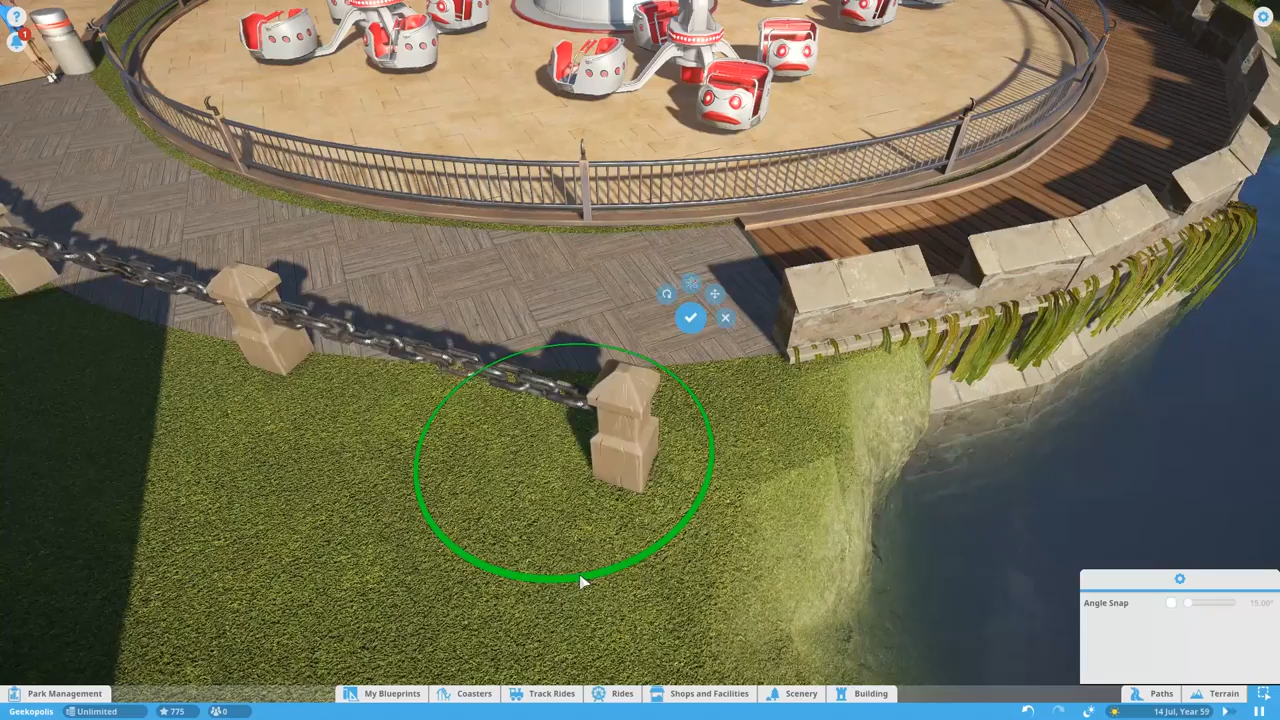 ?
1
Angle Snap 15.00°
Park Management My Blueprints Coasters Track Rides Rides Shops and Facilities Scenery Building Paths Terrain
Geekopolis Unlimited 775 0 14 Jul, Year 59